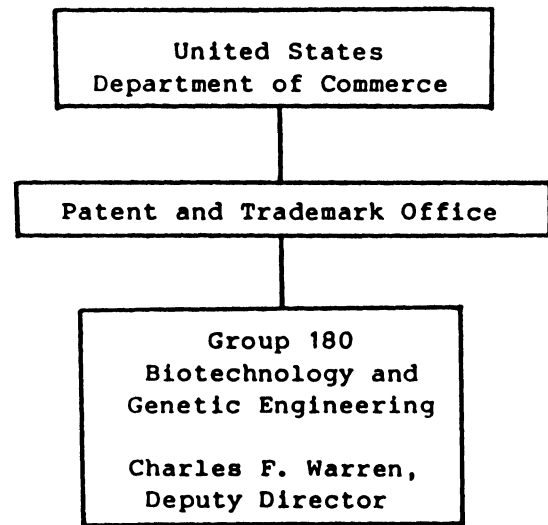 United States
Department of Commerce
Patent and Trademark Office
Group 180
Biotechnology and
Genetic Engineering
Charles F. Warren,
Deputy Director